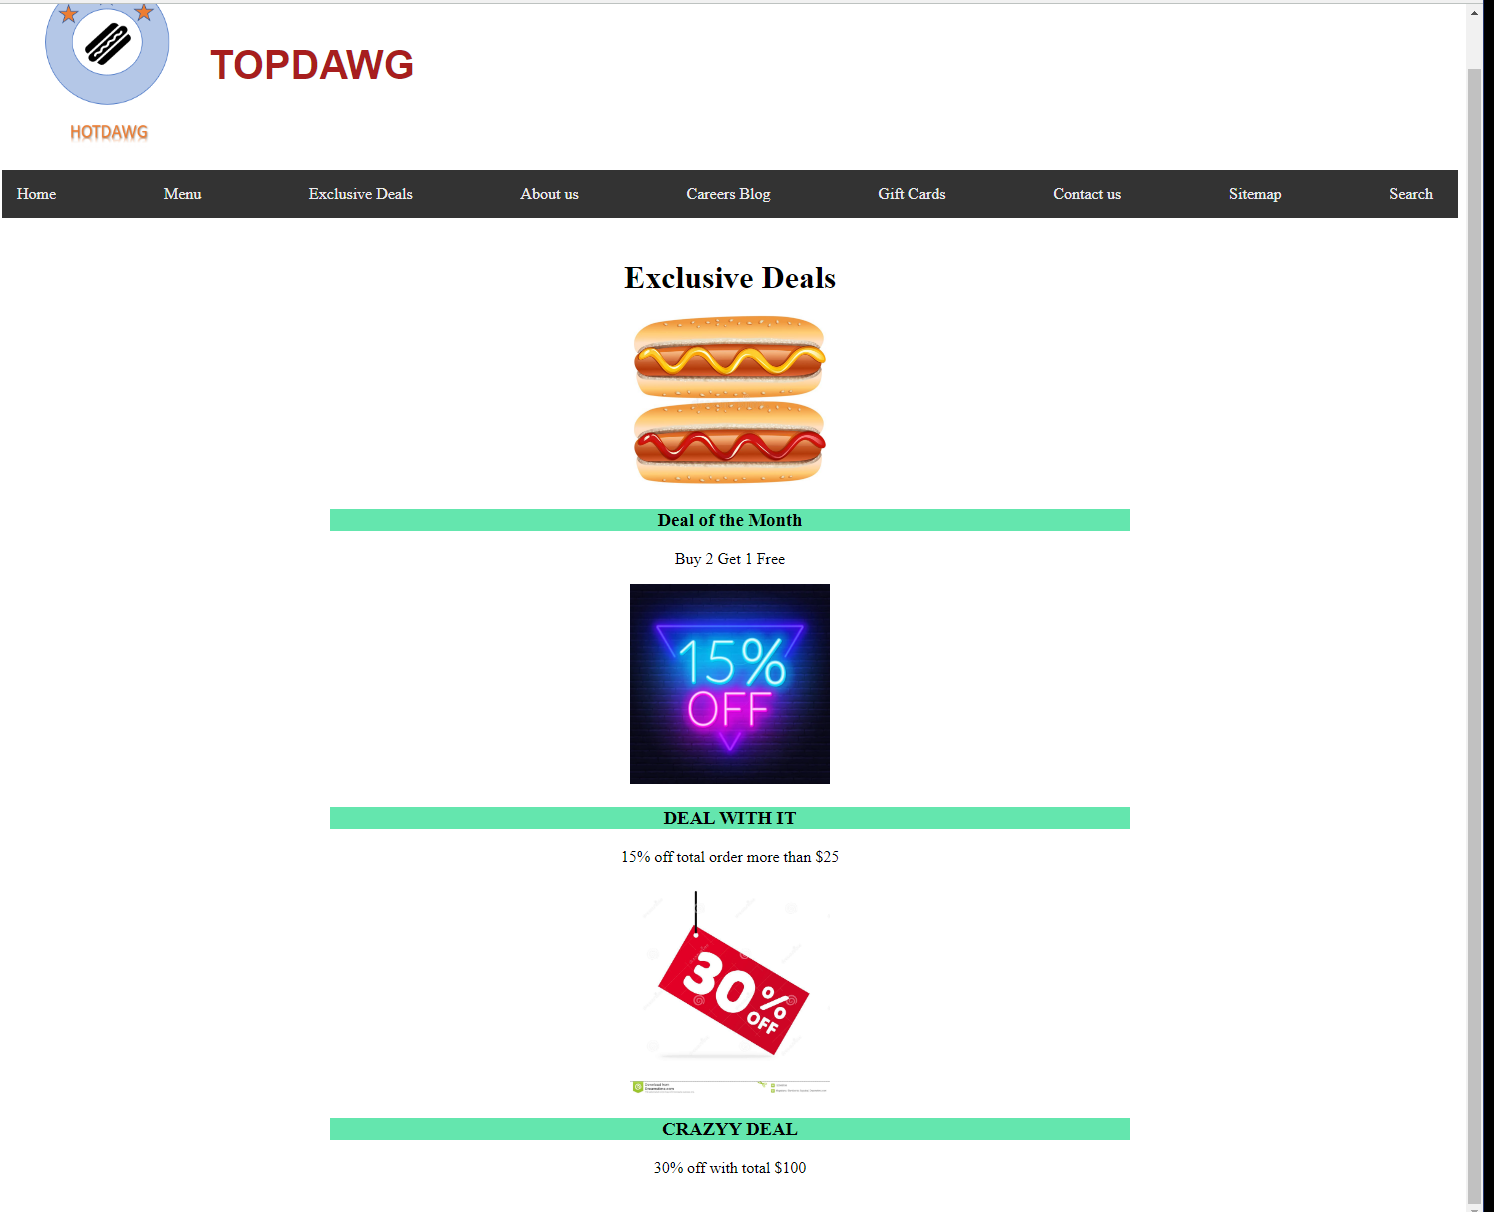 TOPDAWG
HOTDAWG
Home Menu Exclusive Deals About us Careers Blog Gift Cards Contact us Sitemap Search
Exclusive Deals
Deal of the Month
Buy 2 Get 1 Free
15%
OFF
DEAL WITH IT
15% off total order more than $25
30%
OFF
CRAZYY DEAL
30% off with total $100